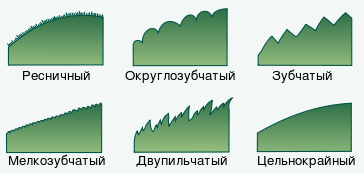 Ресничный
Округлозубчатый
Зубчатый
Мелкозубчатый
Двупильчатый
Цельнокрайный